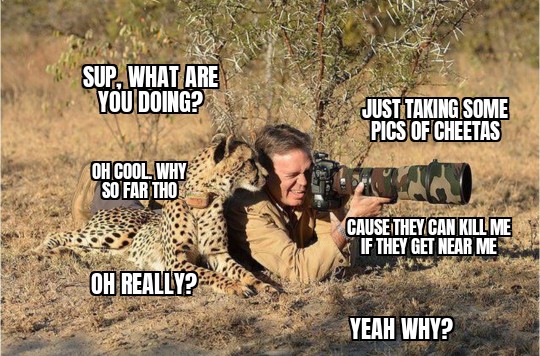 SUP, WHAT ARE
YOU DOING?
JUST TAKING SOME
PICS OF CHEETAS
OH COOL. WHY
SO FAR THO
CAUSE THEY CAN KILL ME
IF THEY GET NEAR ME
OH REALLY?
YEAH WHY?